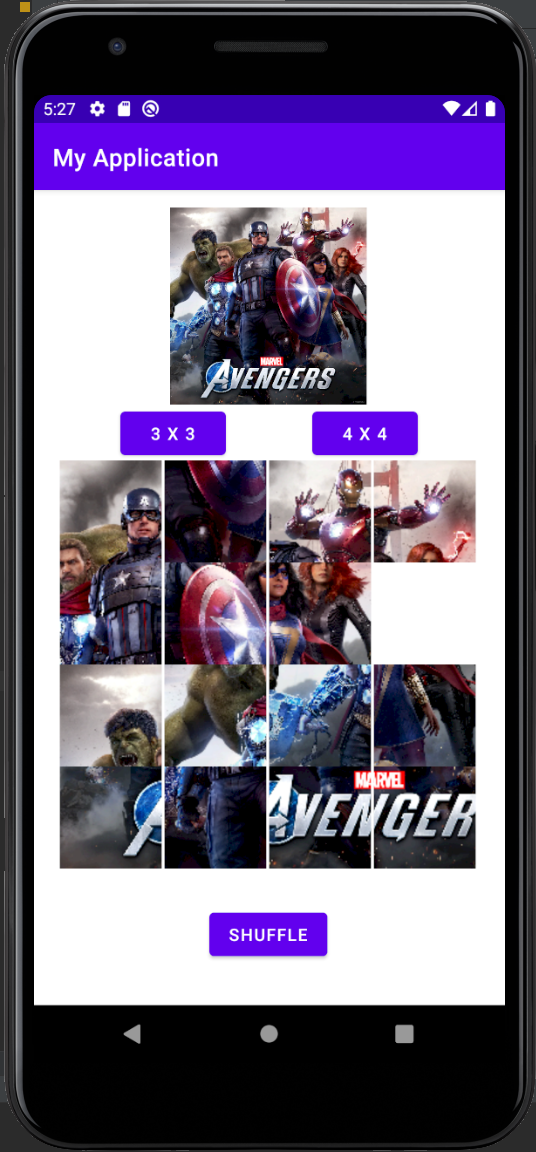 5:27
My Application
MARVEL
AVENGERS
3 X 3
4 X 4
A
MARVEL
AVENGER
SHUFFLE